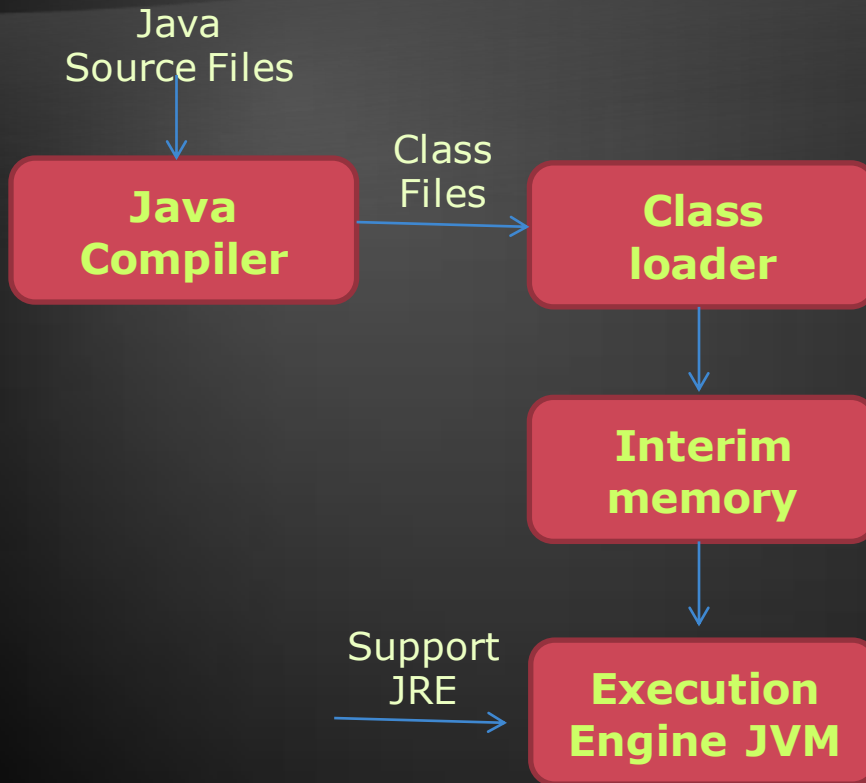 Java
Source Files
Java
Compiler
Class
Files
Class
loader
Interim
memory
Support
JRE
Execution
Engine JVM